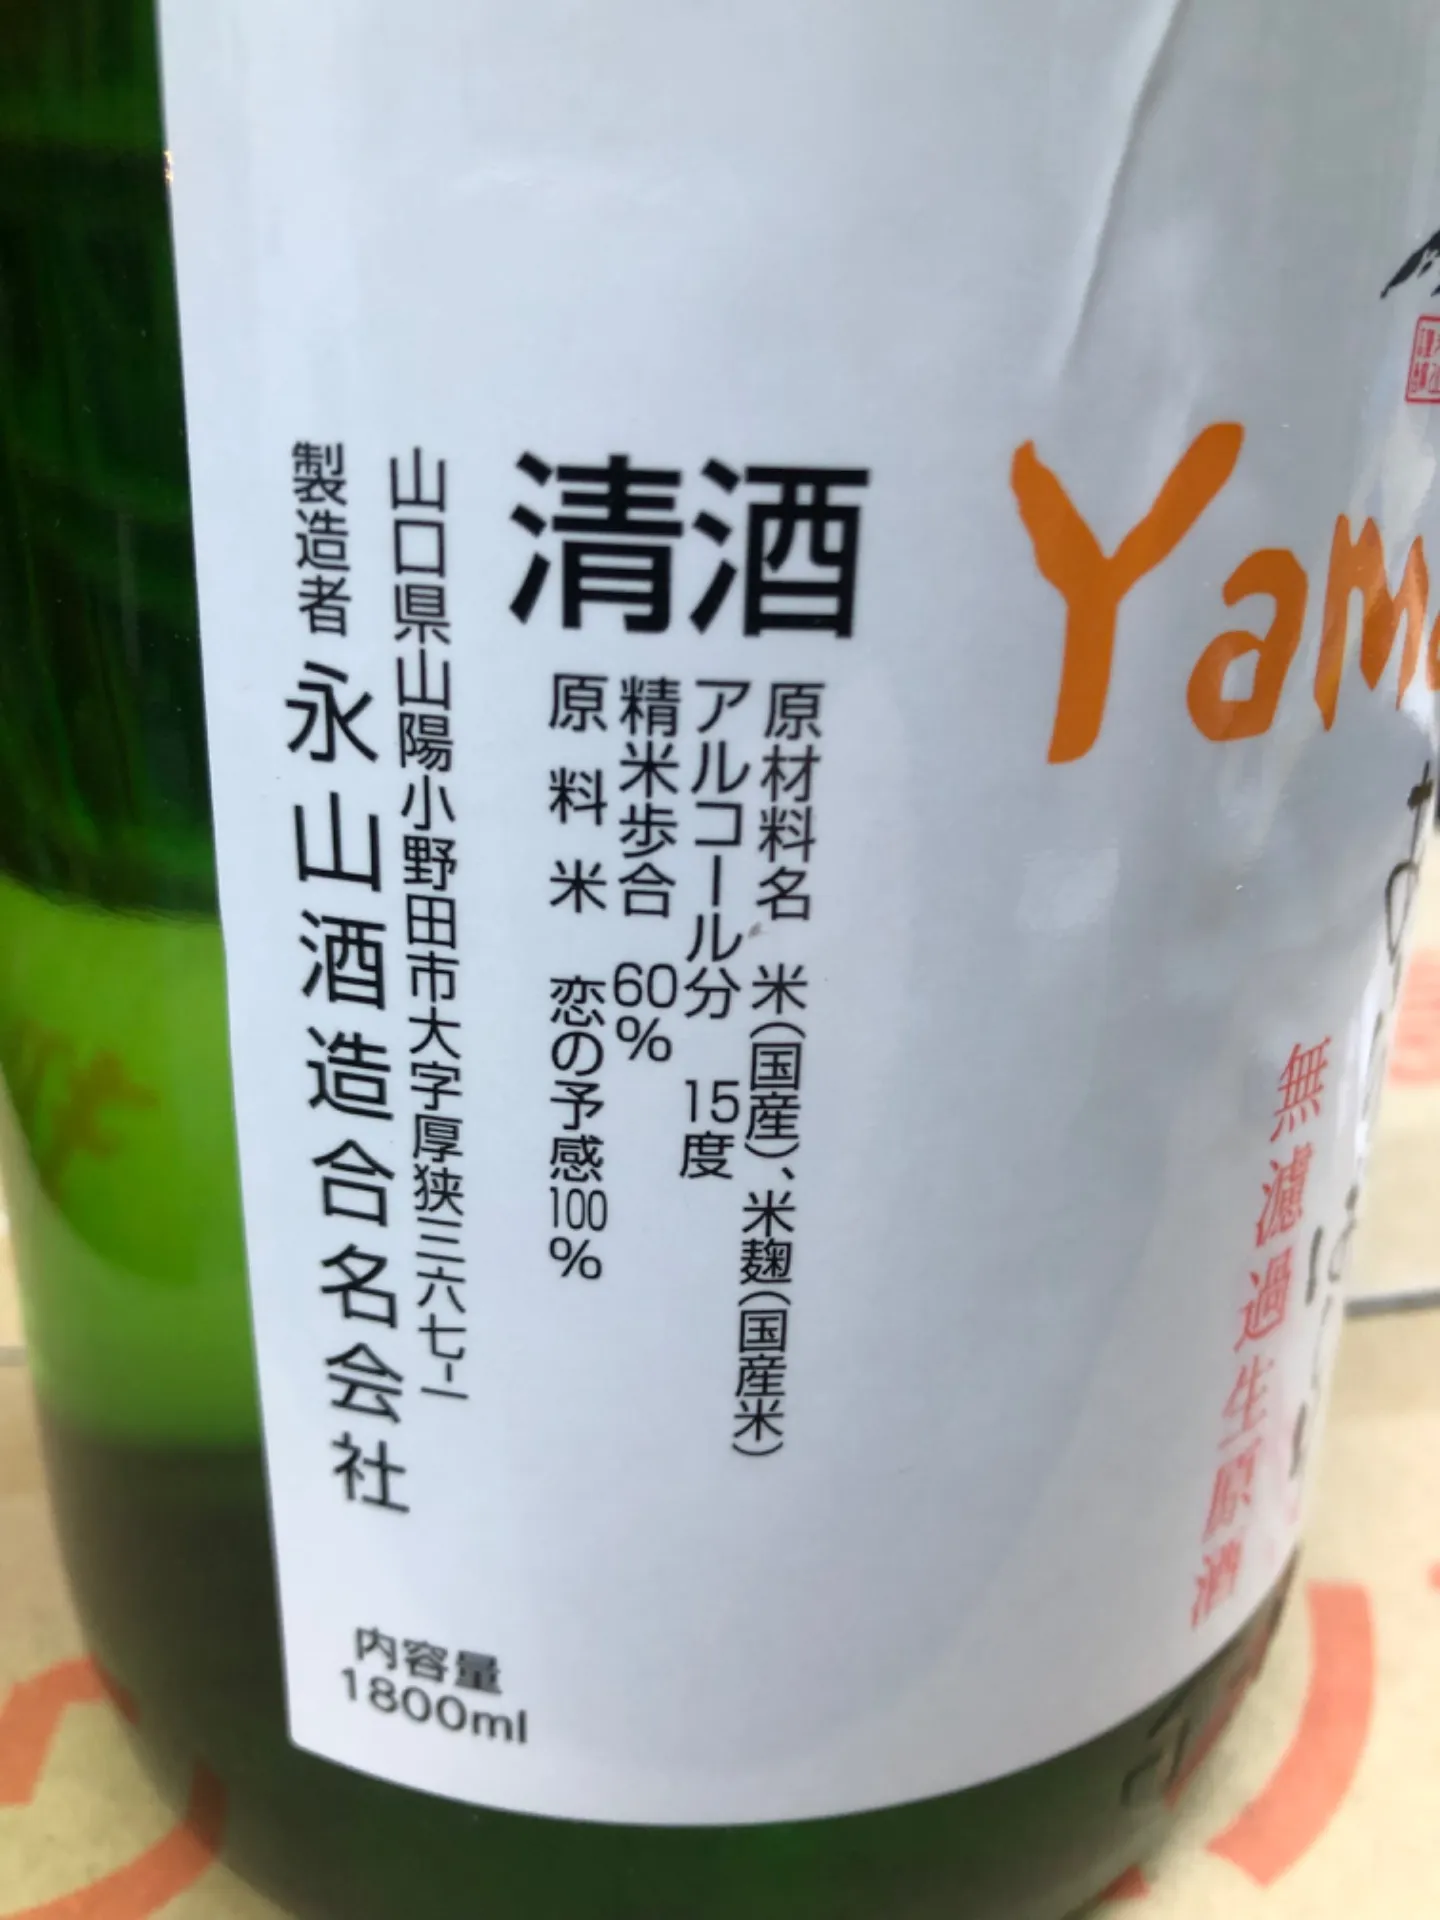 Yam
無濾過生原酒
清酒
原材料名 米(国産)、米麹(国産米)
アルコール分 15度
精米歩合 60%
原料米 恋の予感100%
山口県山陽小野田市大字厚狭三六七-一
製造者 永山酒造合名会社
内容量
1800ml